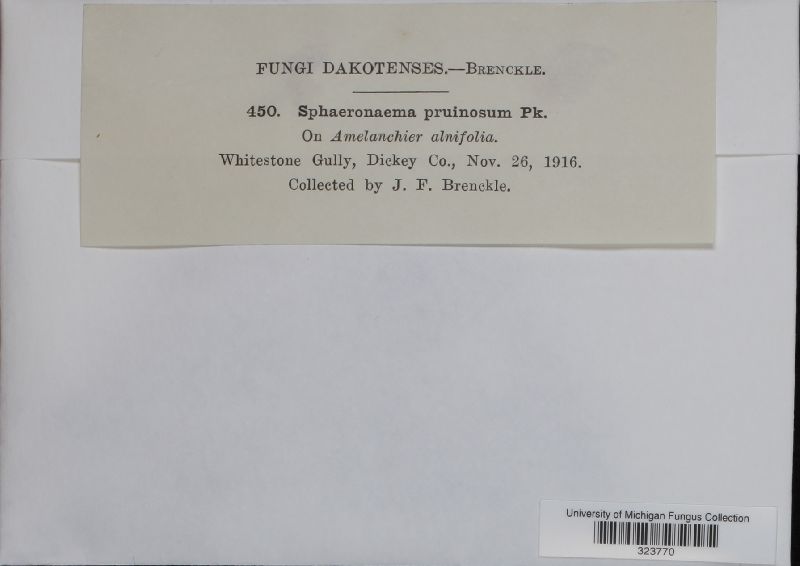 FUNGI DAKOTENSES.—BRENCKLE.
450. Sphaeronaema pruinosum Pk.
On Amelanchier alnifolia.
Whitestone Gully, Dickey Co., Nov. 26, 1916.
Collected by J. F. Brenckle.
University of Michigan Fungus Collection
323770